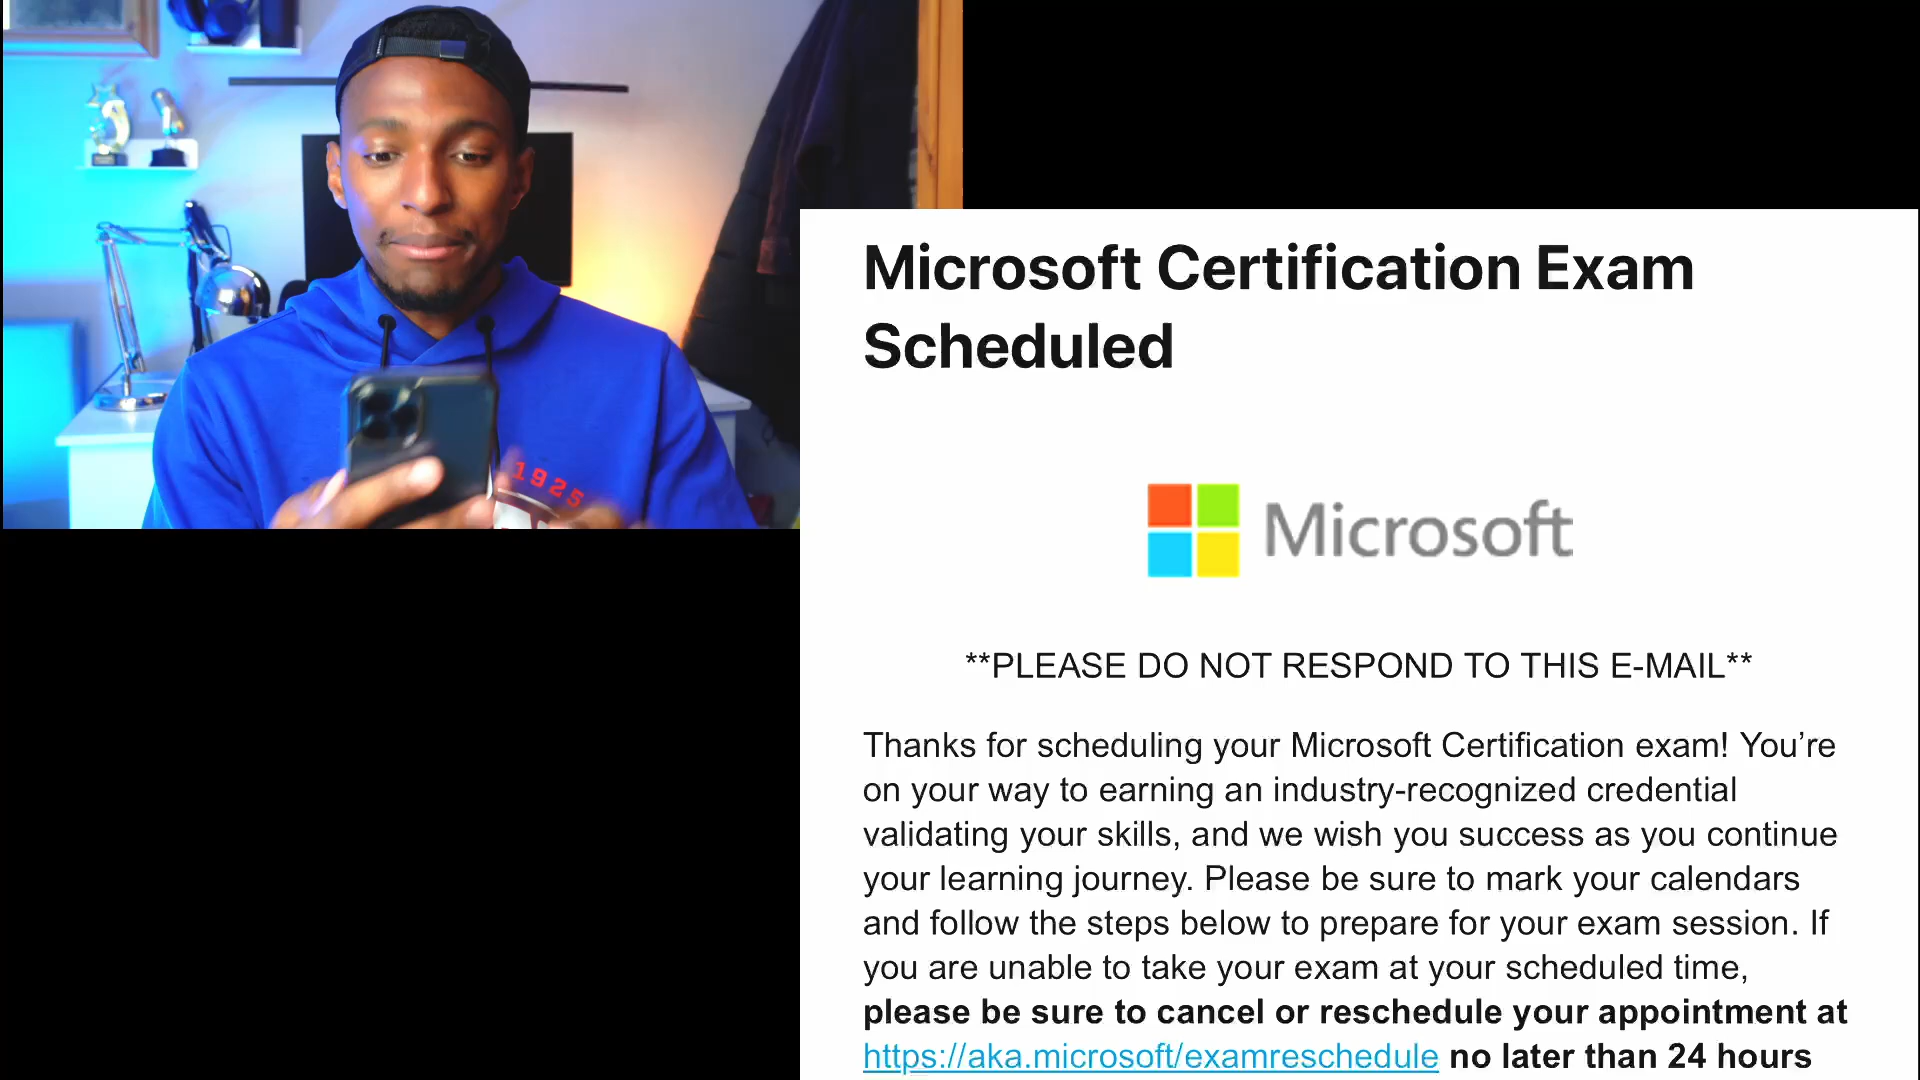 1925
Microsoft Certification Exam
Scheduled
Microsoft
**PLEASE DO NOT RESPOND TO THIS E-MAIL**
Thanks for scheduling your Microsoft Certification exam! You’re
on your way to earning an industry-recognized credential
validating your skills, and we wish you success as you continue
your learning journey. Please be sure to mark your calendars
and follow the steps below to prepare for your exam session. If
you are unable to take your exam at your scheduled time,
please be sure to cancel or reschedule your appointment at
https://aka.microsoft/examreschedule no later than 24 hours